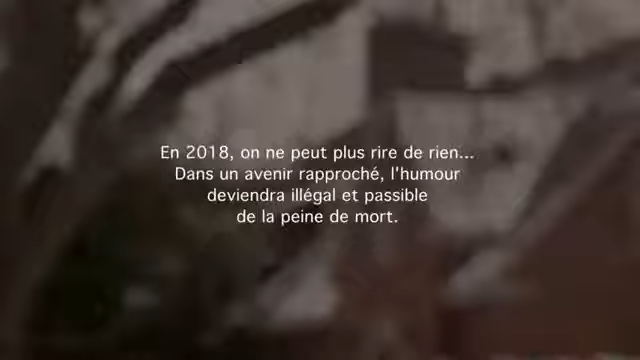 En 2018, on ne peut plus rire de rien...
Dans un avenir rapproché, l'humour
deviendra illégal et passible
de la peine de mort.